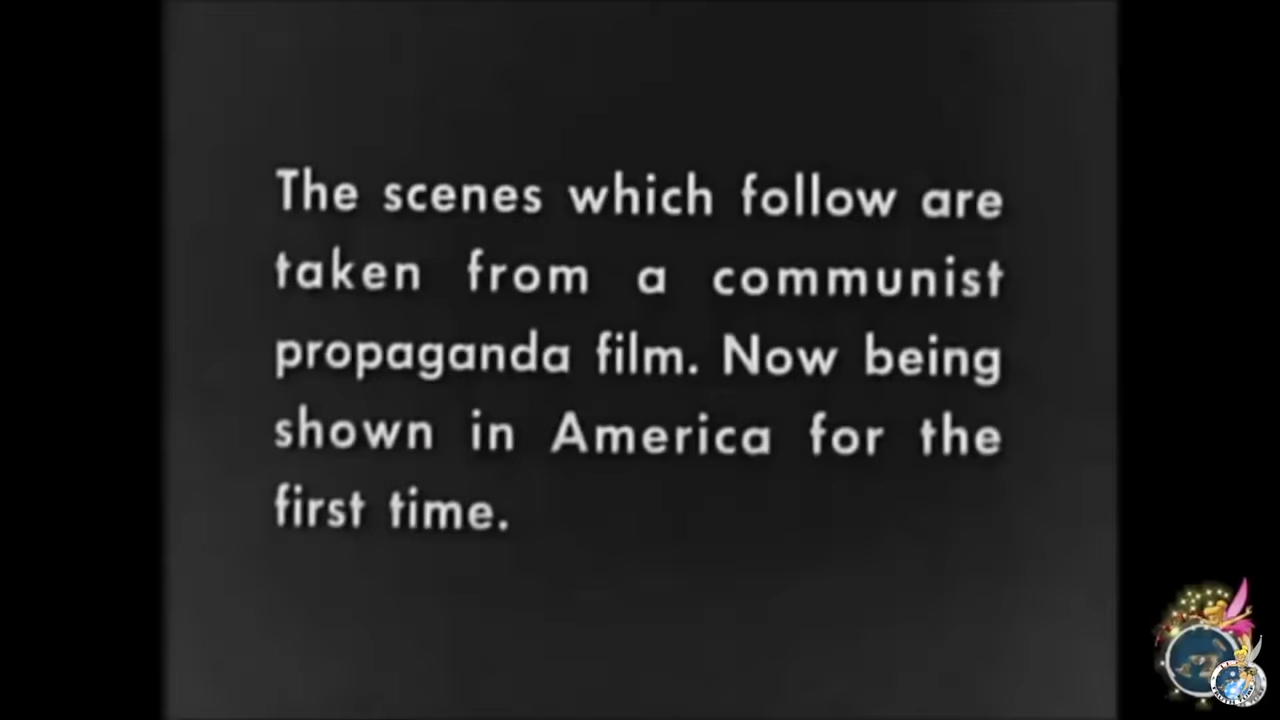 The scenes which follow are
taken from a communist
propaganda film. Now being
shown in America for the
first time.